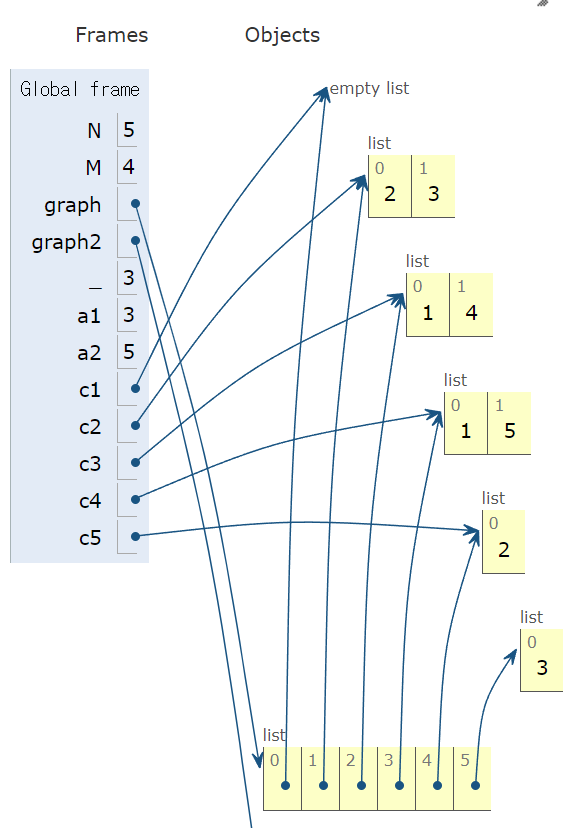 Frames Objects
Global frame
N 5
M 4
graph
graph2
_ 3
a1 3
a2 5
c1
c2
c3
c4
c5
empty list
list
0 1
2 3
list
0 1
1 4
list
0 1
1 5
list
0
2
list
0
3
list
0 1 2 3 4 5